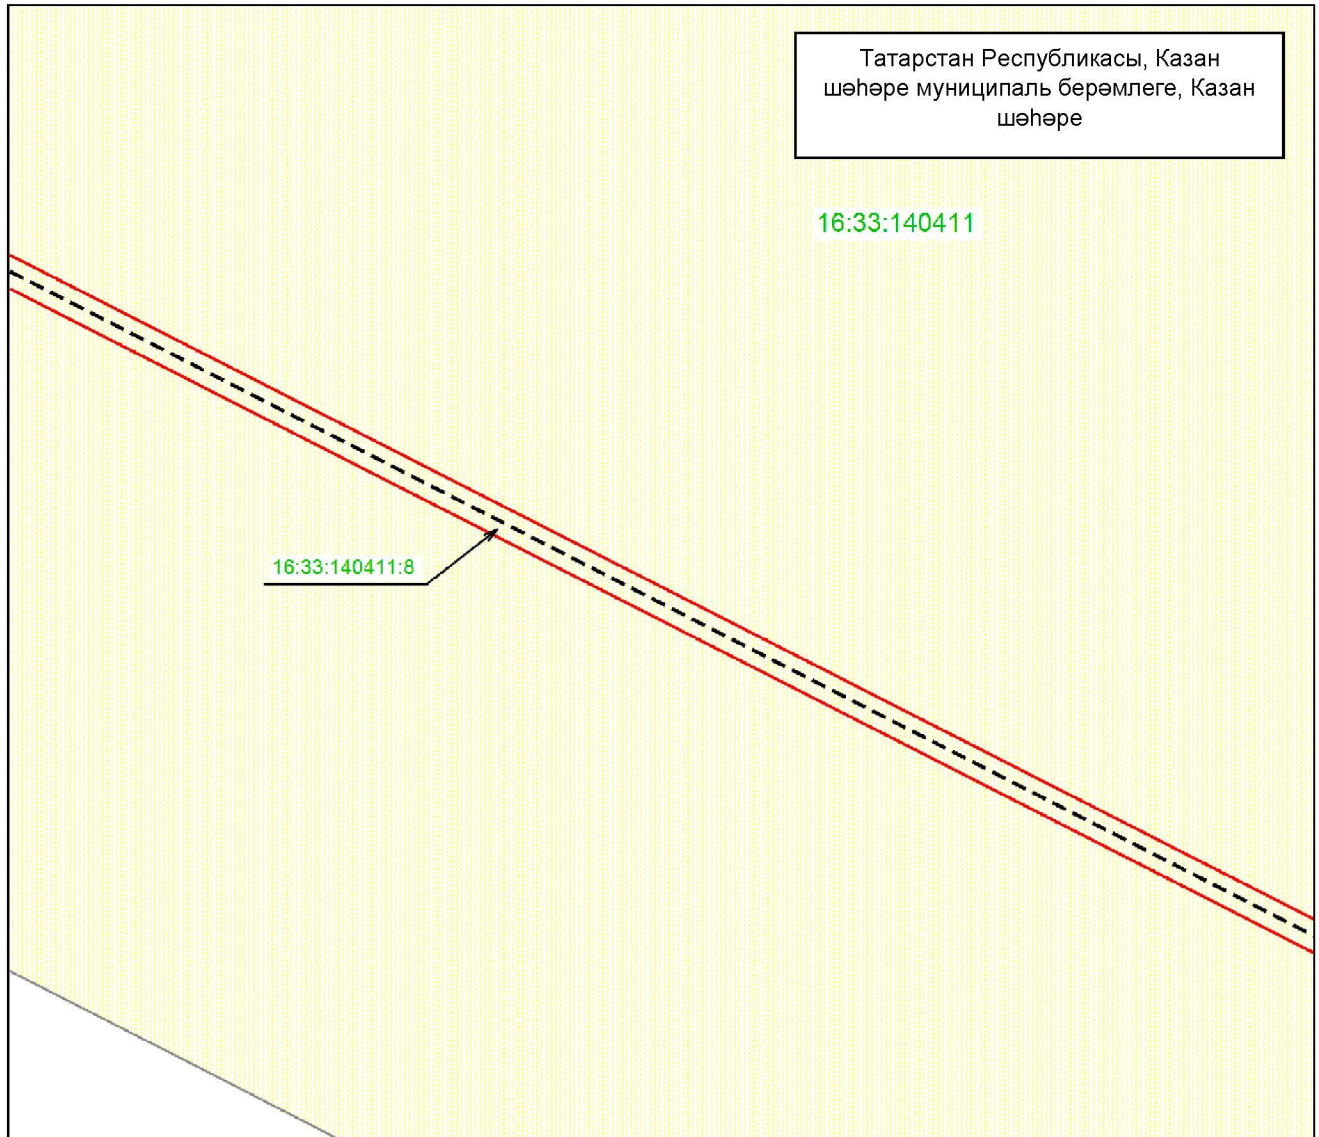 Татарстан Республикасы, Казан
шәһәре муниципаль берәмлеге, Казан
шәһәре
16:33:140411
16:33:140411:8